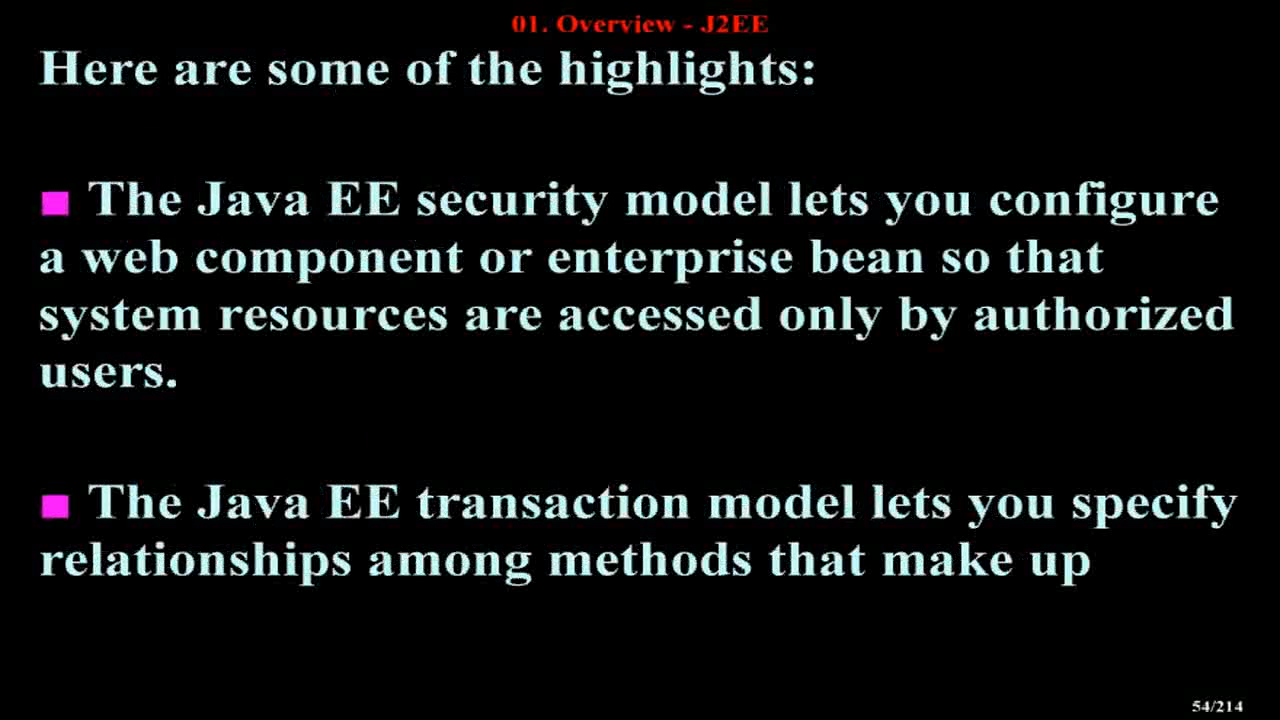 01. Overview - J2EE
Here are some of the highlights:
■ The Java EE security model lets you configure
a web component or enterprise bean so that
system resources are accessed only by authorized
users.
■ The Java EE transaction model lets you specify
relationships among methods that make up
54/214